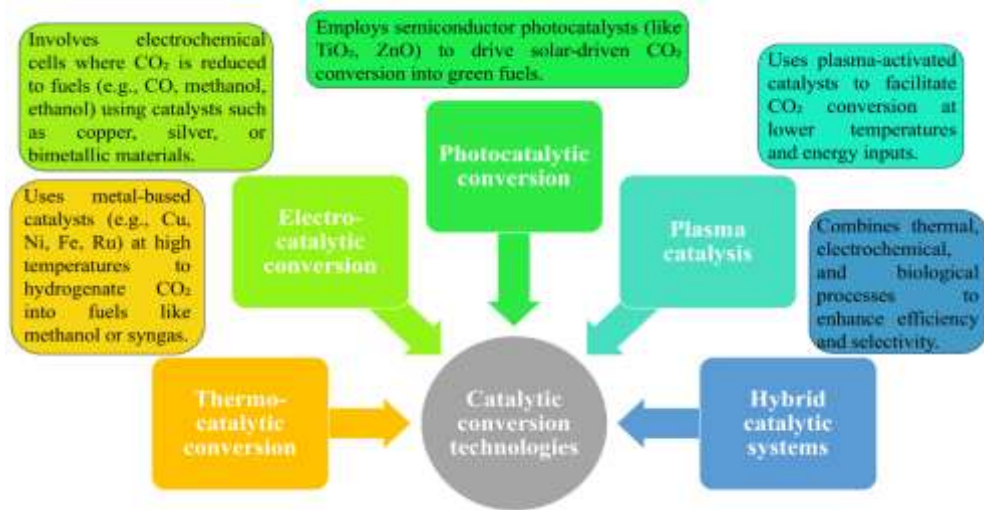 Involves electrochemical
cells where CO₂ is reduced
to fuels (e.g., CO, methanol,
ethanol) using catalysts such
as copper, silver, or
bimetallic materials.
Employs semiconductor photocatalysts (like
TiO₂, ZnO) to drive solar-driven CO₂
conversion into green fuels.
Uses plasma-activated
catalysts to facilitate
CO₂ conversion at
lower temperatures
and energy inputs.
Photocatalytic
conversion
Uses metal-based
catalysts (e.g., Cu,
Ni, Fe, Ru) at high
temperatures to
hydrogenate CO₂
into fuels like
methanol or syngas.
Electro-
catalytic
conversion
Plasma
catalysis
Combines thermal,
electrochemical,
and biological
processes to
enhance efficiency
and selectivity.
Thermo-
catalytic
conversion
Catalytic
conversion
technologies
Hybrid
catalytic
systems